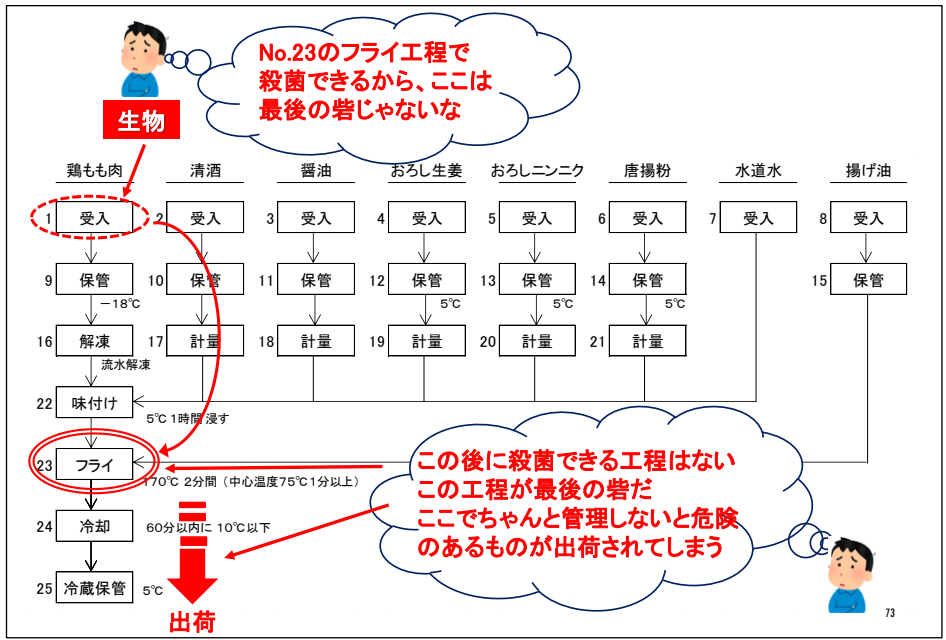 No.23のフライ工程で
殺菌できるから、ここは
最後の砦じゃないな
生物
鶏もも肉
清酒
醤油
おろし生姜
おろしニンニク
唐揚粉
水道水
揚げ油
1 受入
2 受入
3 受入
4 受入
5 受入
6 受入
7 受入
8 受入
9 保管
10 保管
11 保管
12 保管
13 保管
14 保管
15 保管
－18℃
5℃
5℃
5℃
16 解凍
17 計量
18 計量
19 計量
20 計量
21 計量
流水解凍
22 味付け
5℃ 1時間 浸す
23 フライ
170℃ 2分間（中心温度75℃1分以上）
この後に殺菌できる工程はない
この工程が最後の砦だ
ここでちゃんと管理しないと危険
のあるものが出荷されてしまう
24 冷却
60分以内に 10℃以下
25 冷蔵保管
5℃
出荷
73